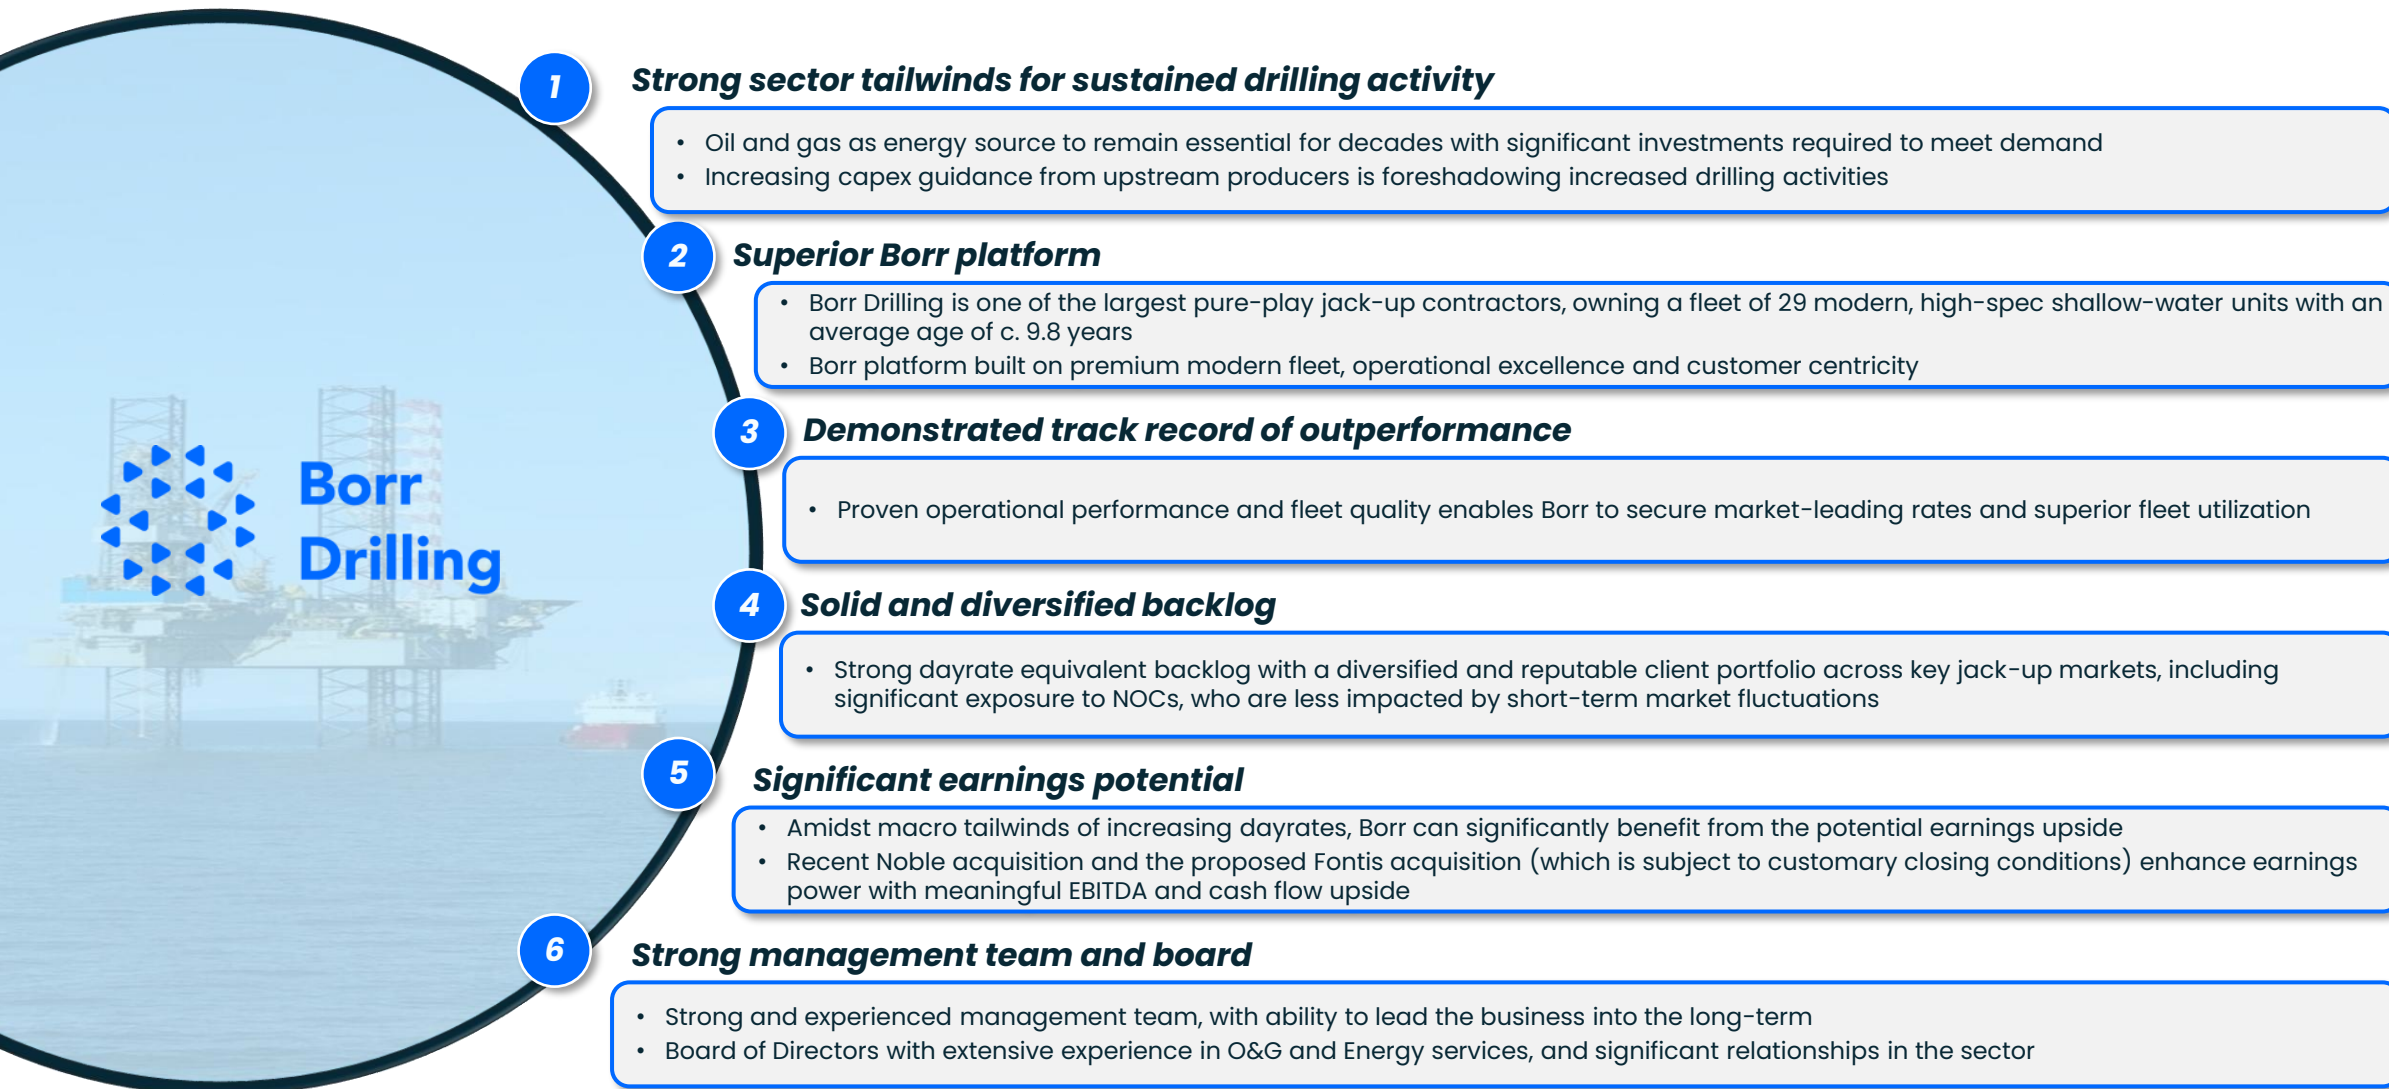 Borr
Drilling
1
Strong sector tailwinds for sustained drilling activity
• Oil and gas as energy source to remain essential for decades with significant investments required to meet demand
• Increasing capex guidance from upstream producers is foreshadowing increased drilling activities
2
Superior Borr platform
• Borr Drilling is one of the largest pure-play jack-up contractors, owning a fleet of 29 modern, high-spec shallow-water units with an
average age of c. 9.8 years
• Borr platform built on premium modern fleet, operational excellence and customer centricity
3
Demonstrated track record of outperformance
• Proven operational performance and fleet quality enables Borr to secure market-leading rates and superior fleet utilization
4
Solid and diversified backlog
• Strong dayrate equivalent backlog with a diversified and reputable client portfolio across key jack-up markets, including
significant exposure to NOCs, who are less impacted by short-term market fluctuations
5
Significant earnings potential
• Amidst macro tailwinds of increasing dayrates, Borr can significantly benefit from the potential earnings upside
• Recent Noble acquisition and the proposed Fontis acquisition (which is subject to customary closing conditions) enhance earnings
power with meaningful EBITDA and cash flow upside
6
Strong management team and board
• Strong and experienced management team, with ability to lead the business into the long-term
• Board of Directors with extensive experience in O&G and Energy services, and significant relationships in the sector